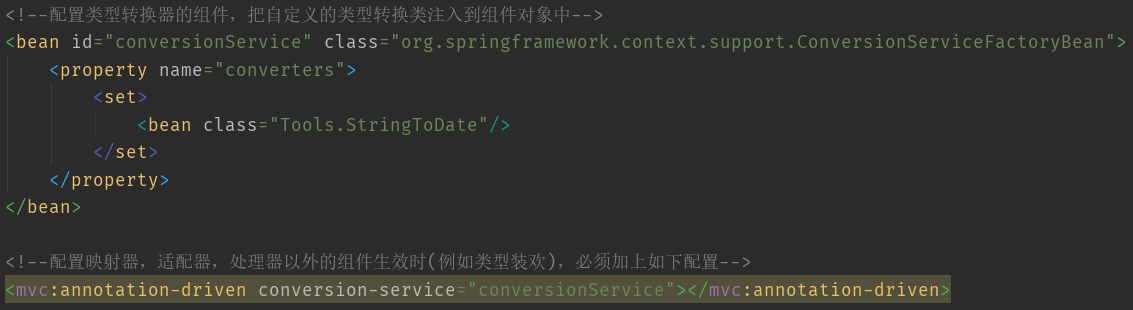 <!--配置类型转换器的组件，把自定义的类型转换类注入到组件对象中-->
<bean id="conversionService" class="org.springframework.context.support.ConversionServiceFactoryBean">
    <property name="converters">
        <set>
            <bean class="Tools.StringToDate"/>
        </set>
    </property>
</bean>

<!--配置映射器，适配器，处理器以外的组件生效时(例如类型装欢)，必须加上如下配置-->
<mvc:annotation-driven conversion-service="conversionService"></mvc:annotation-driven>